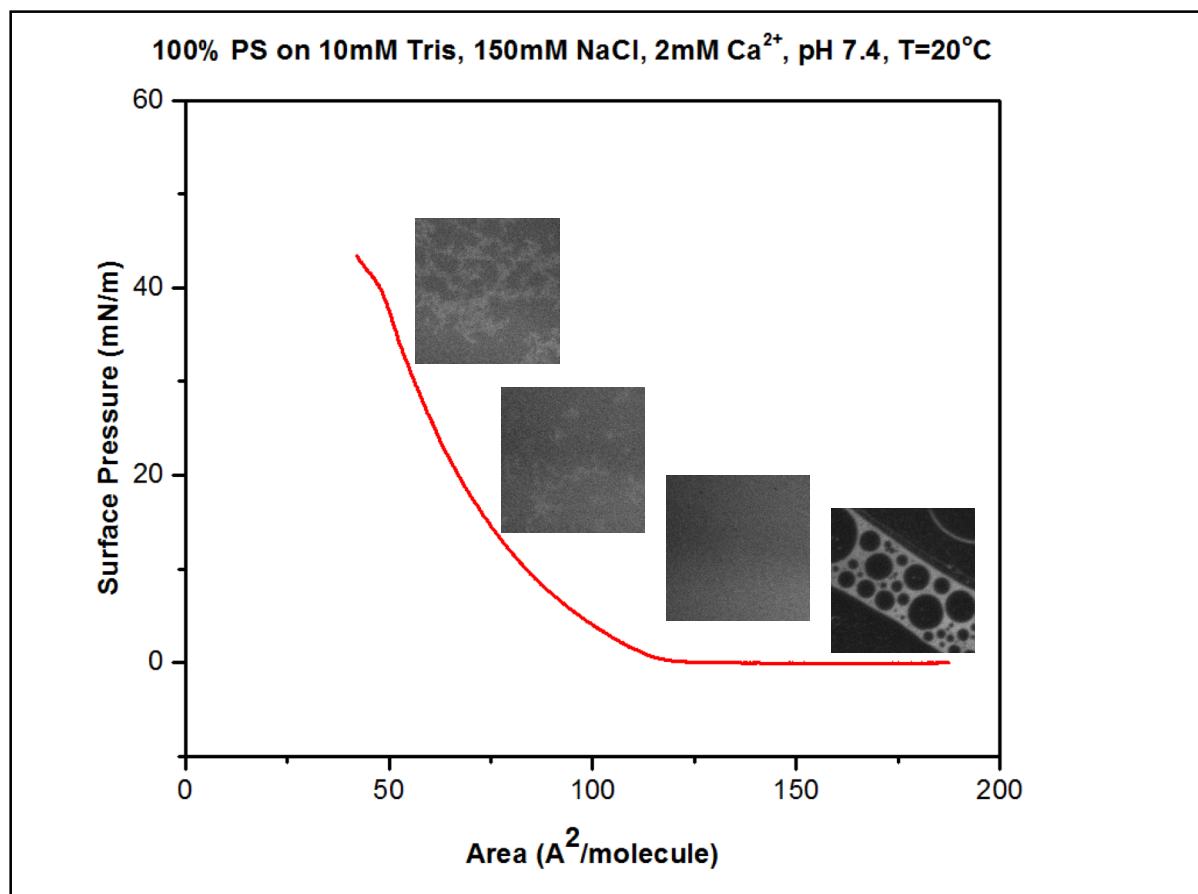 100% PS on 10mM Tris, 150mM NaCl, 2mM Ca²⁺, pH 7.4, T=20°C
60
40
20
0
Surface Pressure (mN/m)
0 50 100 150 200
Area (A²/molecule)